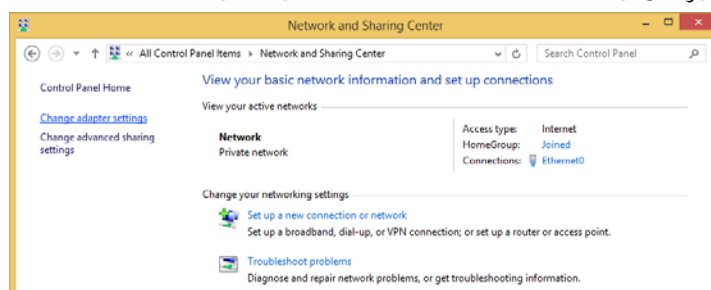 Network and Sharing Center
« All Control Panel Items ▸ Network and Sharing Center
Search Control Panel
Control Panel Home
Change adapter settings
Change advanced sharing
settings
View your basic network information and set up connections
View your active networks
Network
Private network
Access type: Internet
HomeGroup: Joined
Connections: Ethernet0
Change your networking settings
Set up a new connection or network
Set up a broadband, dial-up, or VPN connection; or set up a router or access point.
Troubleshoot problems
Diagnose and repair network problems, or get troubleshooting information.